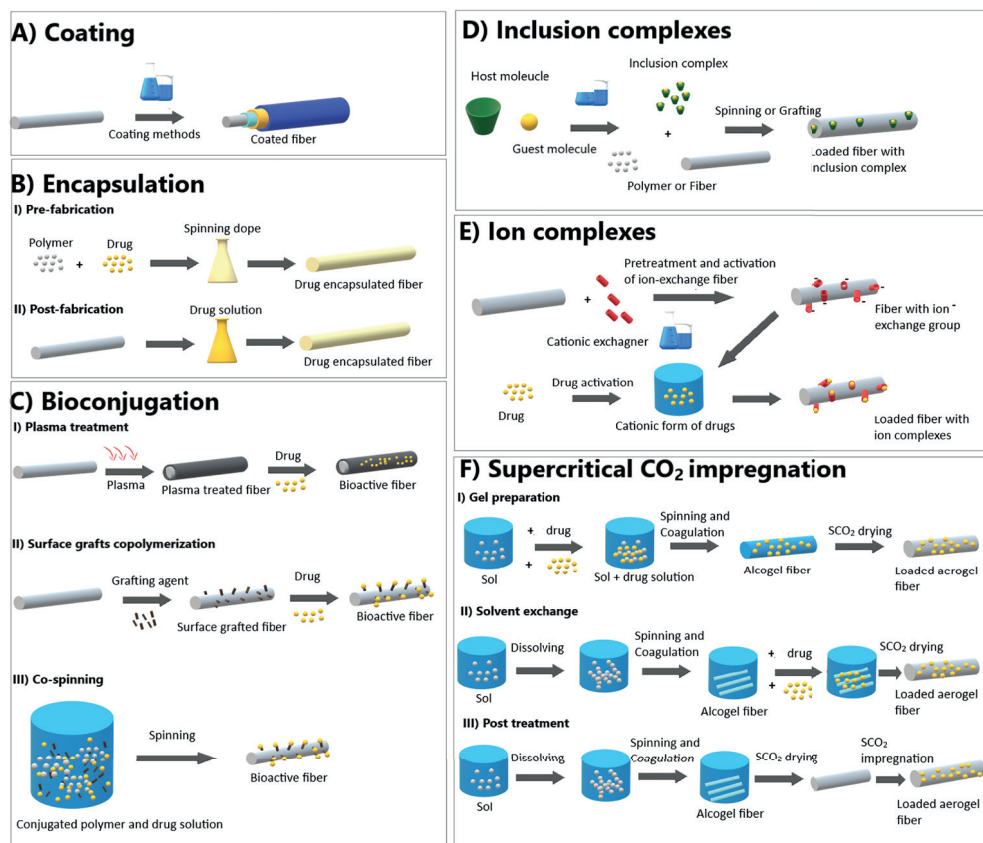 A) Coating
Coating methods
Coated fiber
B) Encapsulation
I) Pre-fabrication
Polymer
+
Drug
Spinning dope
Drug encapsulated fiber
II) Post-fabrication
Drug solution
Drug encapsulated fiber
C) Bioconjugation
I) Plasma treatment
Plasma
Plasma treated fiber
Drug
Bioactive fiber
II) Surface grafts copolymerization
Grafting agent
Surface grafted fiber
Drug
Bioactive fiber
III) Co-spinning
Spinning
Bioactive fiber
Conjugated polymer and drug solution
D) Inclusion complexes
Host moleucle
Guest molecule
Inclusion complex
+
Polymer or Fiber
Spinning or Grafting
Loaded fiber with
inclusion complex
E) Ion complexes
+
Cationic exchagner
Pretreatment and activation
of ion-exchange fiber
Fiber with ion -
exchange group
Drug
Drug activation
Cationic form of drugs
Loaded fiber with
ion complexes
F) Supercritical CO₂ impregnation
I) Gel preparation
Sol
+ drug
+
Sol + drug solution
Spinning and
Coagulation
Alcogel fiber
SCO₂ drying
Loaded aerogel
fiber
II) Solvent exchange
Sol
Dissolving
Spinning and
Coagulation
Alcogel fiber
+ drug
+
SCO₂ drying
Loaded aerogel
fiber
III) Post treatment
Sol
Dissolving
Spinning and
Coagulation
Alcogel fiber
SCO₂ drying
SCO₂
impregnation
Loaded aerogel
fiber